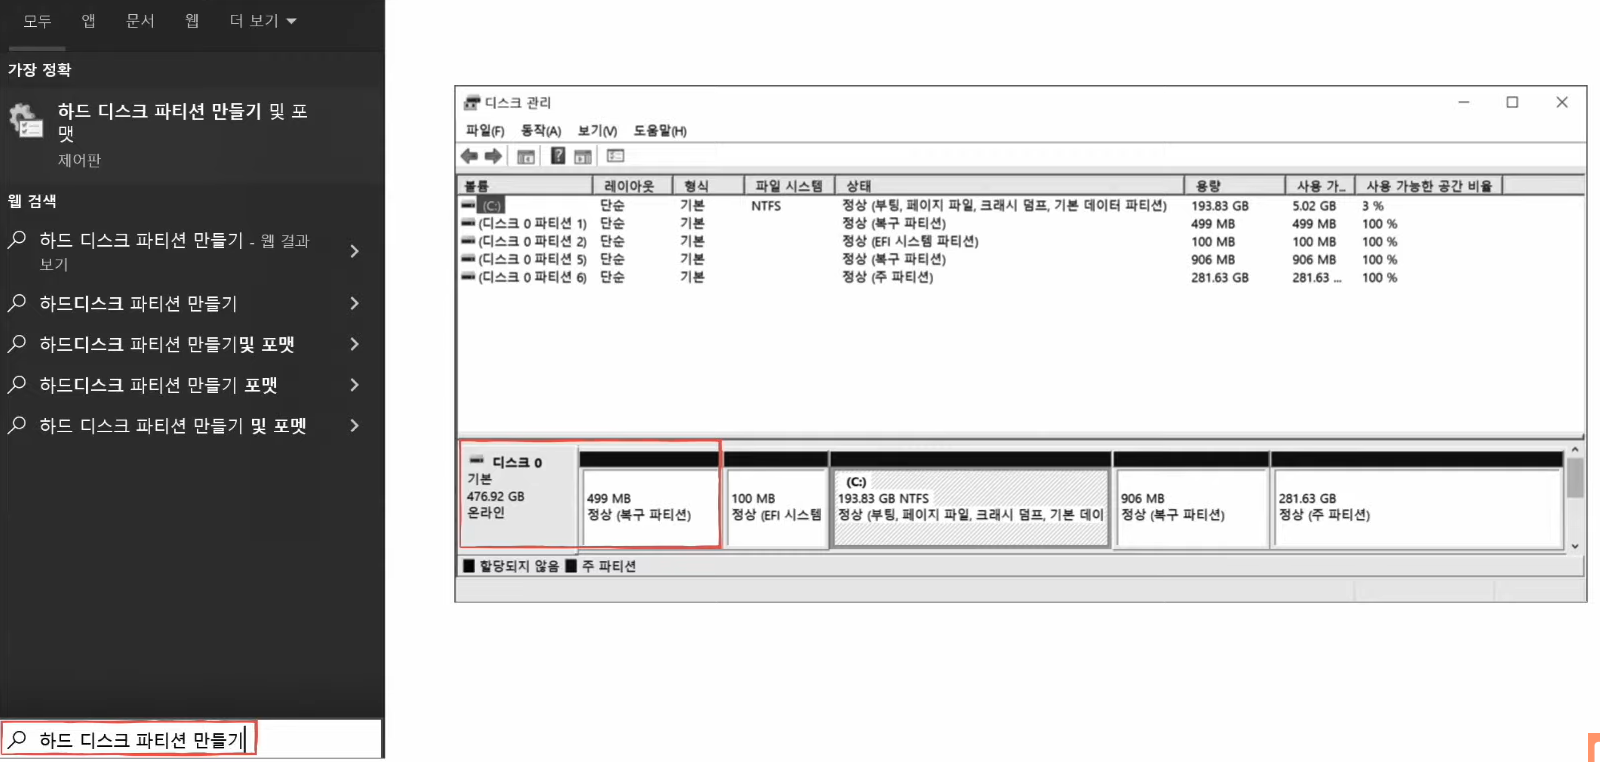 모두 앱 문서 웹 더 보기
가장 정확
하드 디스크 파티션 만들기 및 포
맷
제어판
웹 검색
하드 디스크 파티션 만들기 - 웹 결과
보기
하드디스크 파티션 만들기
하드디스크 파티션 만들기및 포맷
하드디스크 파티션 만들기 포맷
하드 디스크 파티션 만들기 및 포멧
하드 디스크 파티션 만들기
디스크 관리
파일(F) 동작(A) 보기(V) 도움말(H)
볼륨 레이아웃 형식 파일 시스템 상태 용량 사용 가... 사용 가능한 공간 비율
(C:) 단순 기본 NTFS 정상 (부팅, 페이지 파일, 크래시 덤프, 기본 데이터 파티션) 193.83 GB 5.02 GB 3 %
(디스크 0 파티션 1) 단순 기본 정상 (복구 파티션) 499 MB 499 MB 100 %
(디스크 0 파티션 2) 단순 기본 정상 (EFI 시스템 파티션) 100 MB 100 MB 100 %
(디스크 0 파티션 5) 단순 기본 정상 (복구 파티션) 906 MB 906 MB 100 %
(디스크 0 파티션 6) 단순 기본 정상 (주 파티션) 281.63 GB 281.63 ... 100 %
디스크 0
기본
476.92 GB
온라인
499 MB
정상 (복구 파티션)
100 MB
정상 (EFI 시스템
(C:)
193.83 GB NTFS
정상 (부팅, 페이지 파일, 크래시 덤프, 기본 데이
906 MB
정상 (복구 파티션)
281.63 GB
정상 (주 파티션)
할당되지 않음 주 파티션